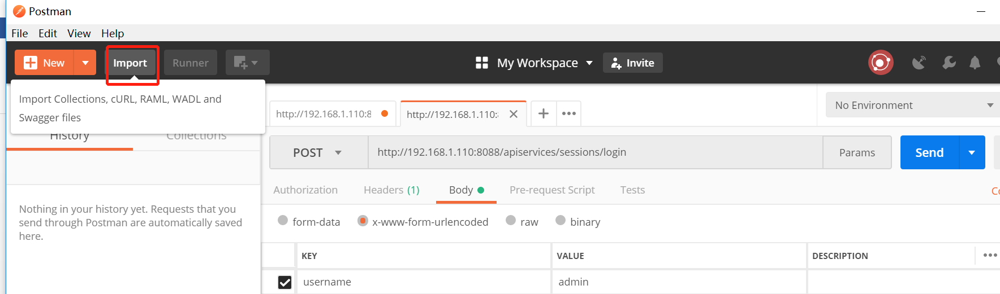 Postman
File Edit View Help
New Import Runner My Workspace Invite
Import Collections, cURL, RAML, WADL and
Swagger files
http://192.168.1.110:8 http://192.168.1.110: No Environment
History Collections
POST http://192.168.1.110:8088/apiservices/sessions/login Params Send
Authorization Headers (1) Body Pre-request Script Tests
Nothing in your history yet. Requests that you
send through Postman are automatically saved
here.
form-data x-www-form-urlencoded raw binary
KEY VALUE DESCRIPTION
username admin